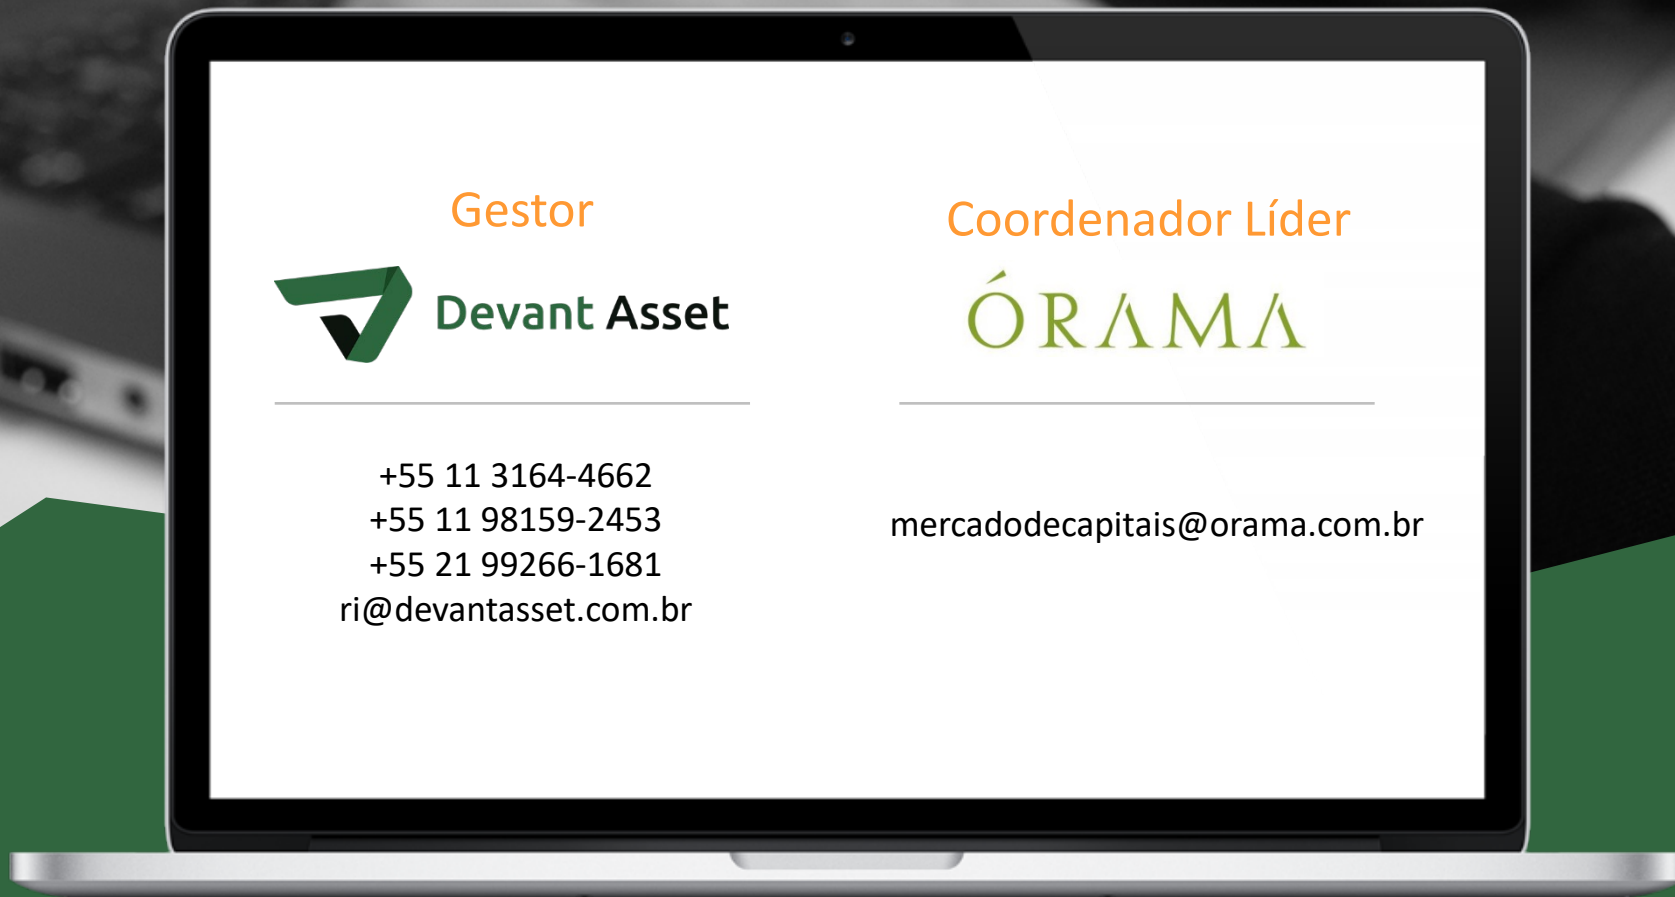 Gestor
Devant Asset
+55 11 3164-4662
+55 11 98159-2453
+55 21 99266-1681
ri@devantasset.com.br
Coordenador Líder
ÓRAMA
mercadodecapitais@orama.com.br